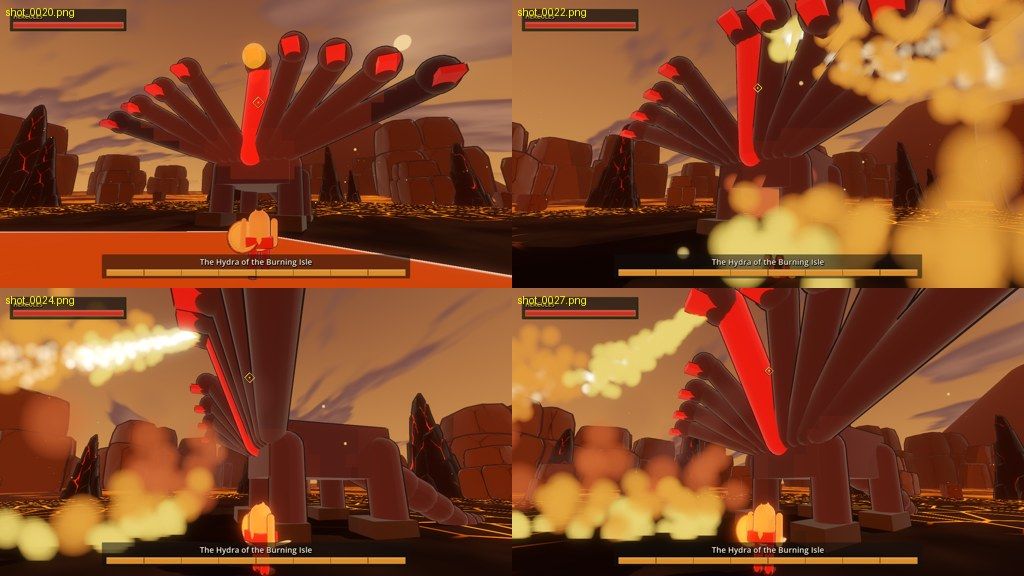 shot_0020.png
The Hydra of the Burning Isle
shot_0022.png
The Hydra of the Burning Isle
shot_0024.png
The Hydra of the Burning Isle
shot_0027.png
The Hydra of the Burning Isle